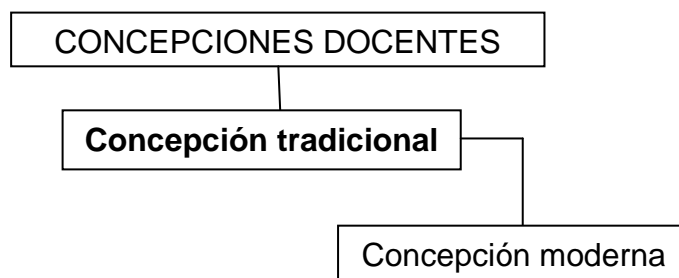 CONCEPCIONES DOCENTES
Concepción tradicional
Concepción moderna